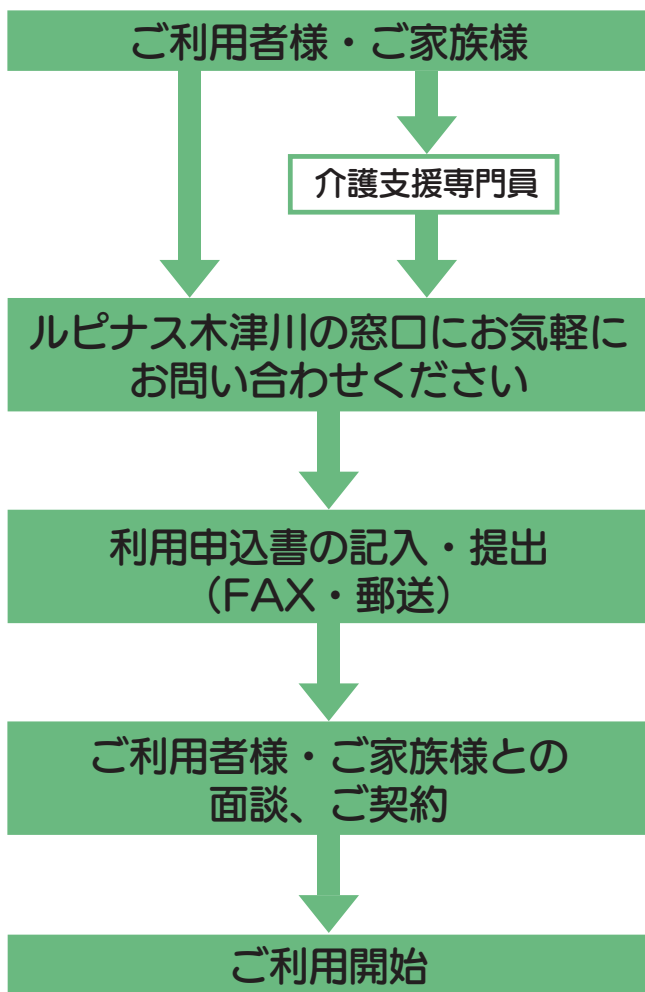 ご利用者様・ご家族様
介護支援専門員
ルピナス木津川の窓口にお気軽に
お問い合わせください
利用申込書の記入・提出
（FAX・郵送）
ご利用者様・ご家族様との
面談、ご契約
ご利用開始